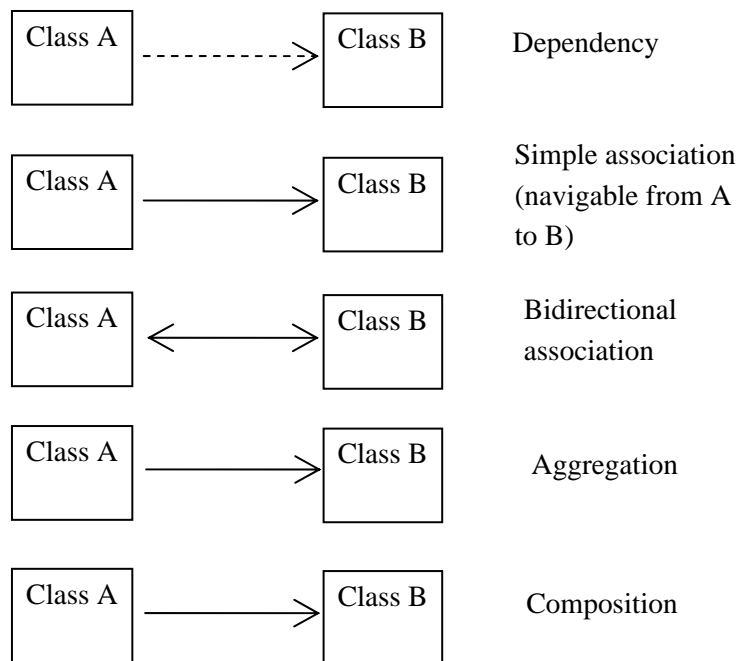 Class A
Class B
Dependency
Class A
Class B
Simple association
(navigable from A
to B)
Class A
Class B
Bidirectional
association
Class A
Class B
Aggregation
Class A
Class B
Composition